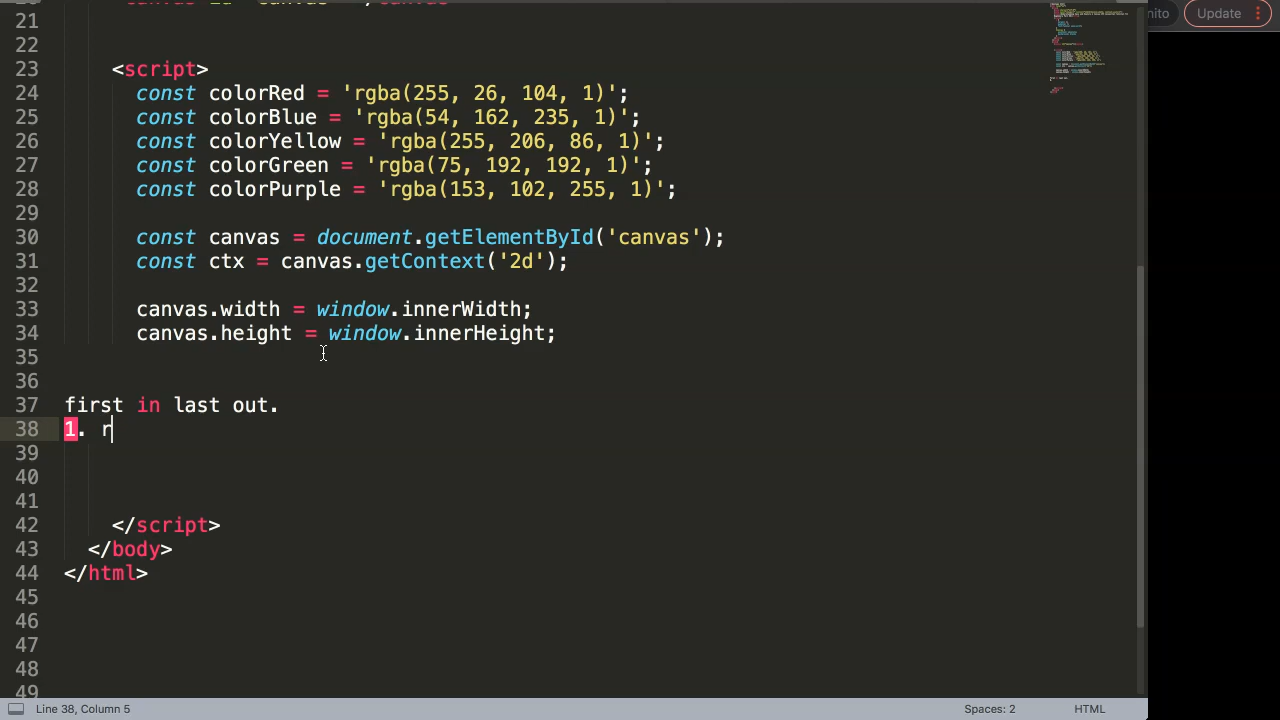 Update
21
22
23 <script>
24 const colorRed = 'rgba(255, 26, 104, 1)';
25 const colorBlue = 'rgba(54, 162, 235, 1)';
26 const colorYellow = 'rgba(255, 206, 86, 1)';
27 const colorGreen = 'rgba(75, 192, 192, 1)';
28 const colorPurple = 'rgba(153, 102, 255, 1)';
29
30 const canvas = document.getElementById('canvas');
31 const ctx = canvas.getContext('2d');
32
33 canvas.width = window.innerWidth;
34 canvas.height = window.innerHeight;
35
36
37 first in last out.
38 1. r
39
40
41
42 </script>
43 </body>
44 </html>
45
46
47
48
49
Line 38, Column 5 Spaces: 2 HTML